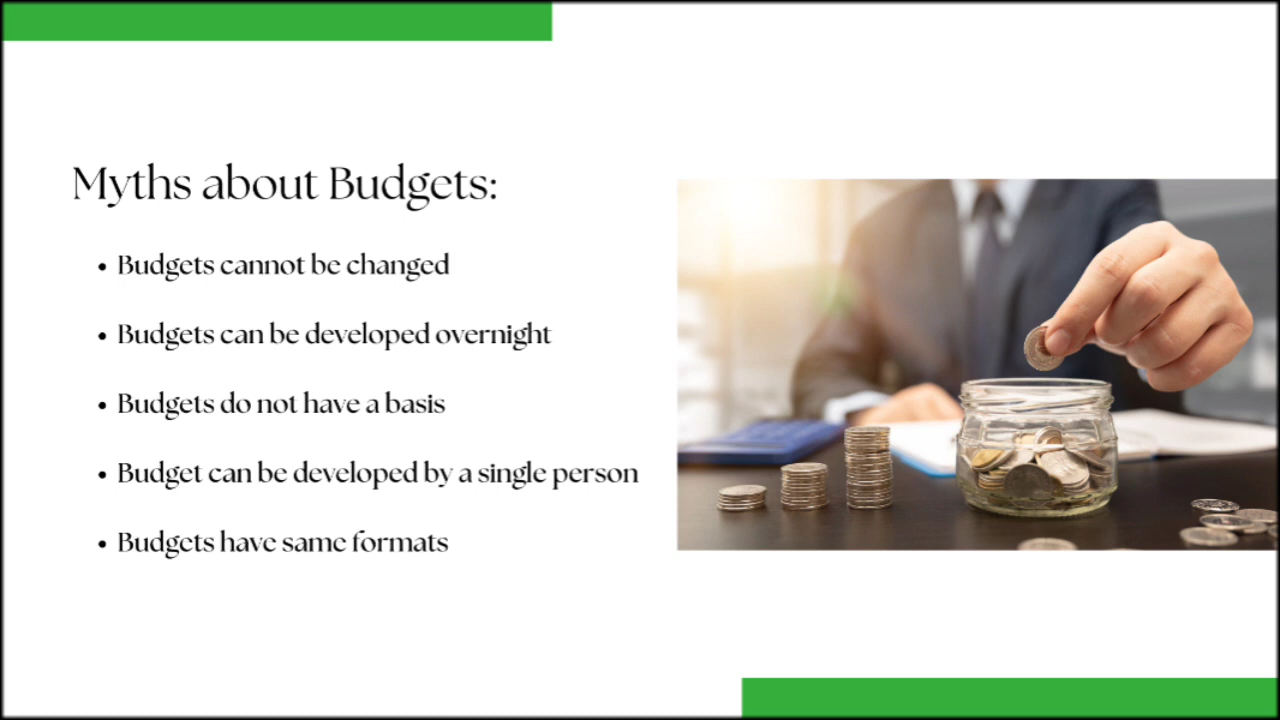 Myths about Budgets:
• Budgets cannot be changed
• Budgets can be developed overnight
• Budgets do not have a basis
• Budget can be developed by a single person
• Budgets have same formats